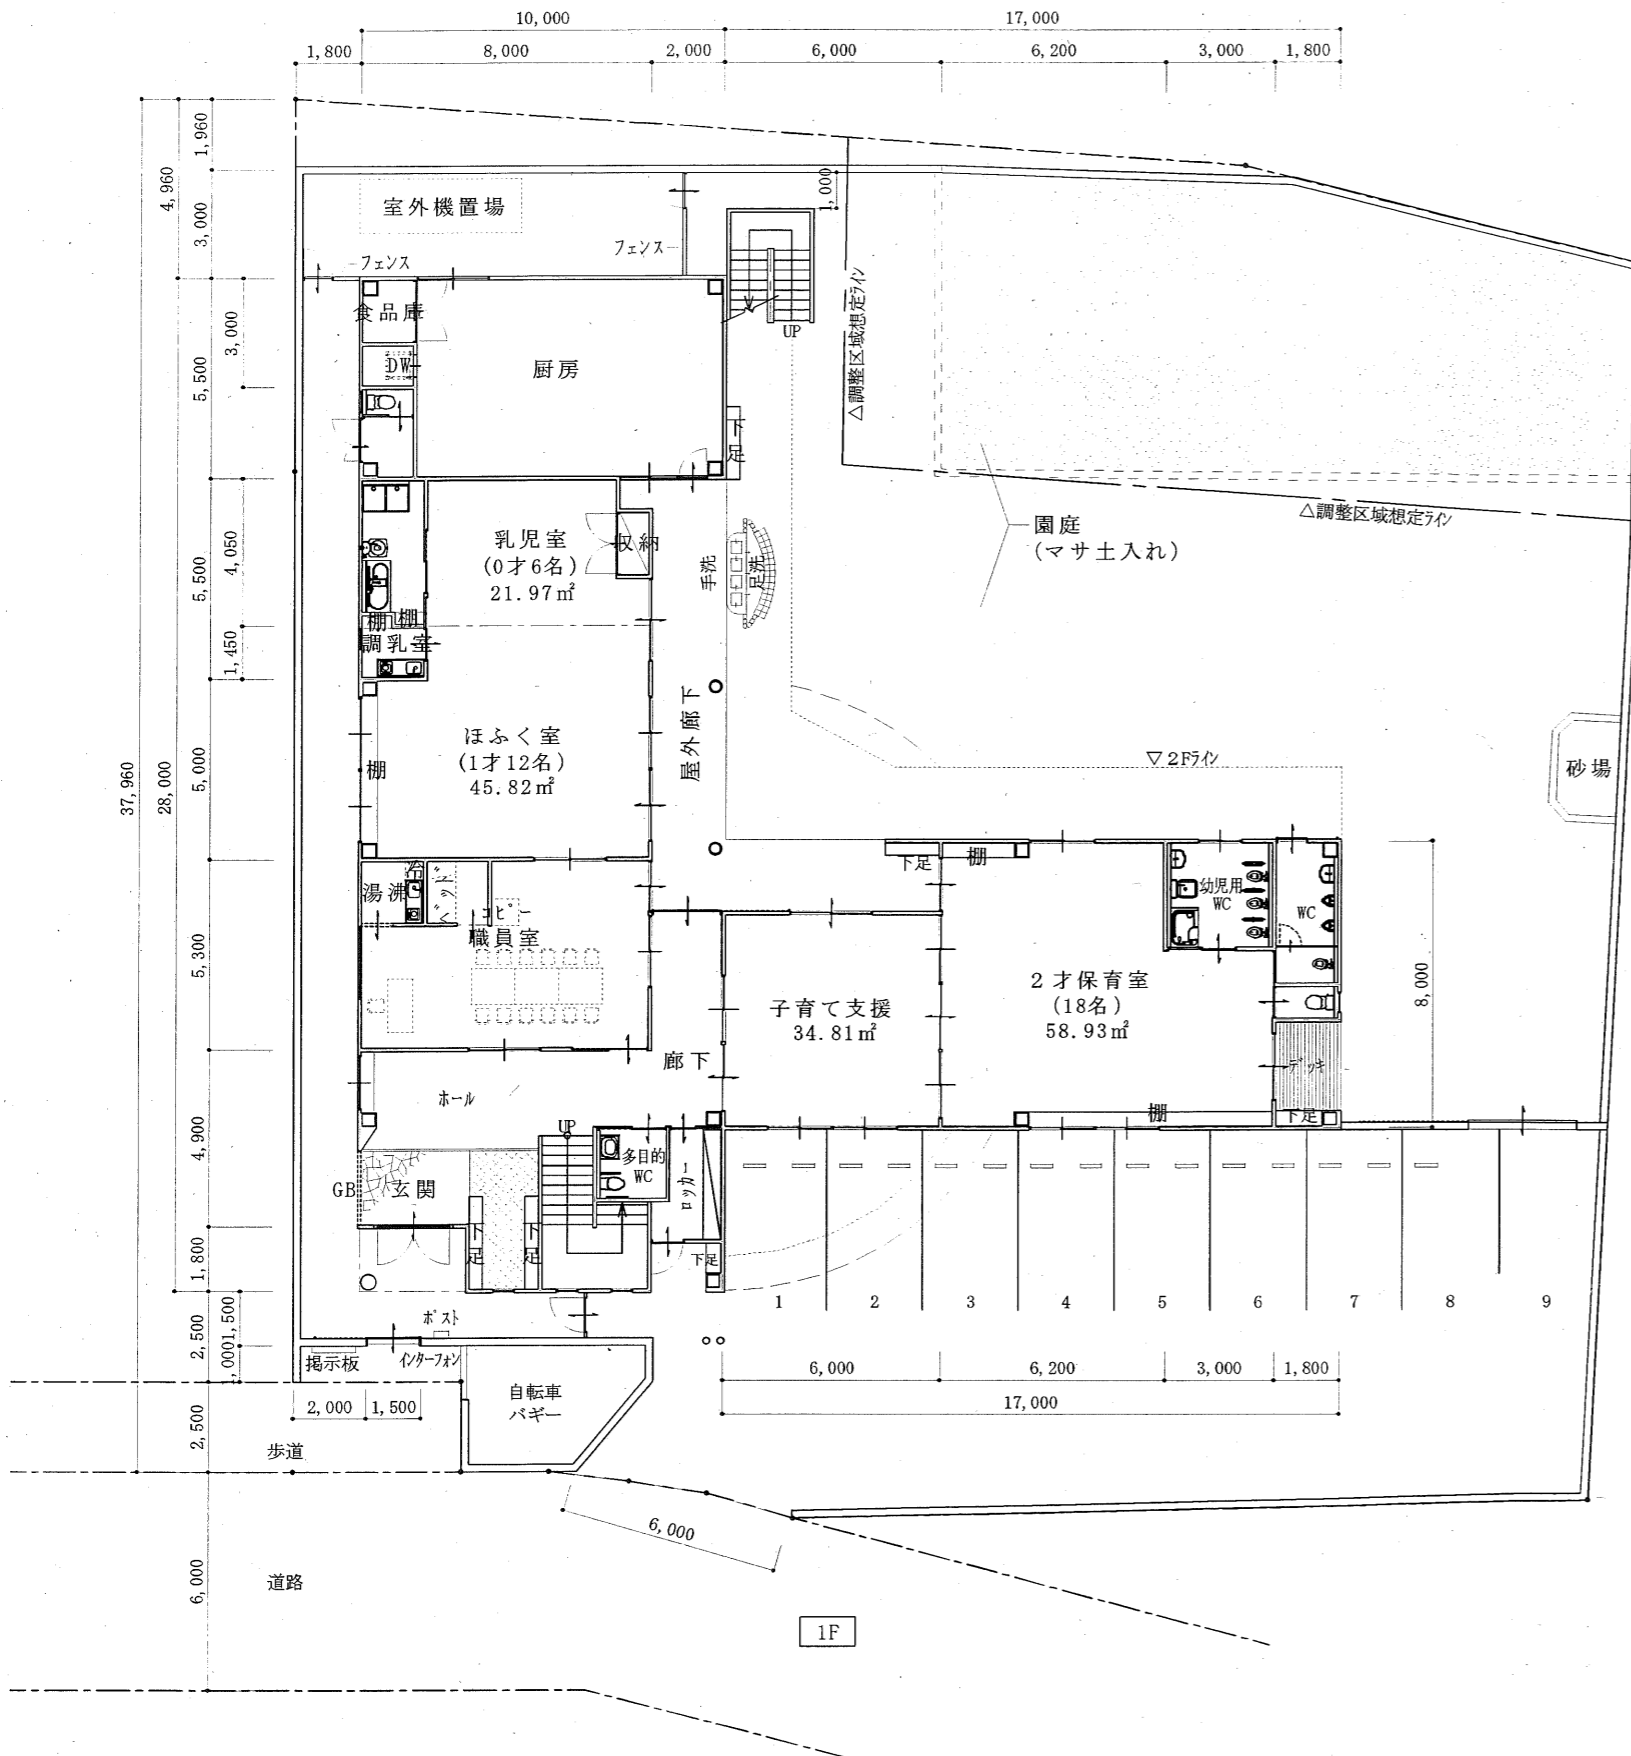 10,000
17,000
1,800
8,000
2,000
6,000
6,200
3,000
1,800
1,960
4,960
3,000
1,000
室外機置場
フェンス
フェンス
食品庫
UP
△調整区域想定ライン
3,000
DW
厨房
5,500
下足
△調整区域想定ライン
園庭
(マサ土入れ)
乳児室
(0才6名)
21.97㎡
収納
手洗
足洗
4,050
5,500
棚
棚
調乳室
1,450
屋外廊下
ほふく室
(1才12名)
45.82㎡
棚
▽2Fライン
砂場
37,960
28,000
5,000
冷
湯沸
ベッド
コピー
職員室
下足
棚
幼児用
WC
WC
5,300
2才保育室
(18名)
58.93㎡
子育て支援
34.81㎡
8,000
廊下
デッキ
ホール
棚
下足
UP
多目的
WC
ロッカー
4,900
GB
玄関
下足
下足
下足
1,800
1
2
3
4
5
6
7
8
9
ポスト
2,500
1,000
1,500
掲示板
インターフォン
6,000
6,200
3,000
1,800
自転車
バギー
2,000
1,500
17,000
2,500
歩道
6,000
6,000
道路
1F